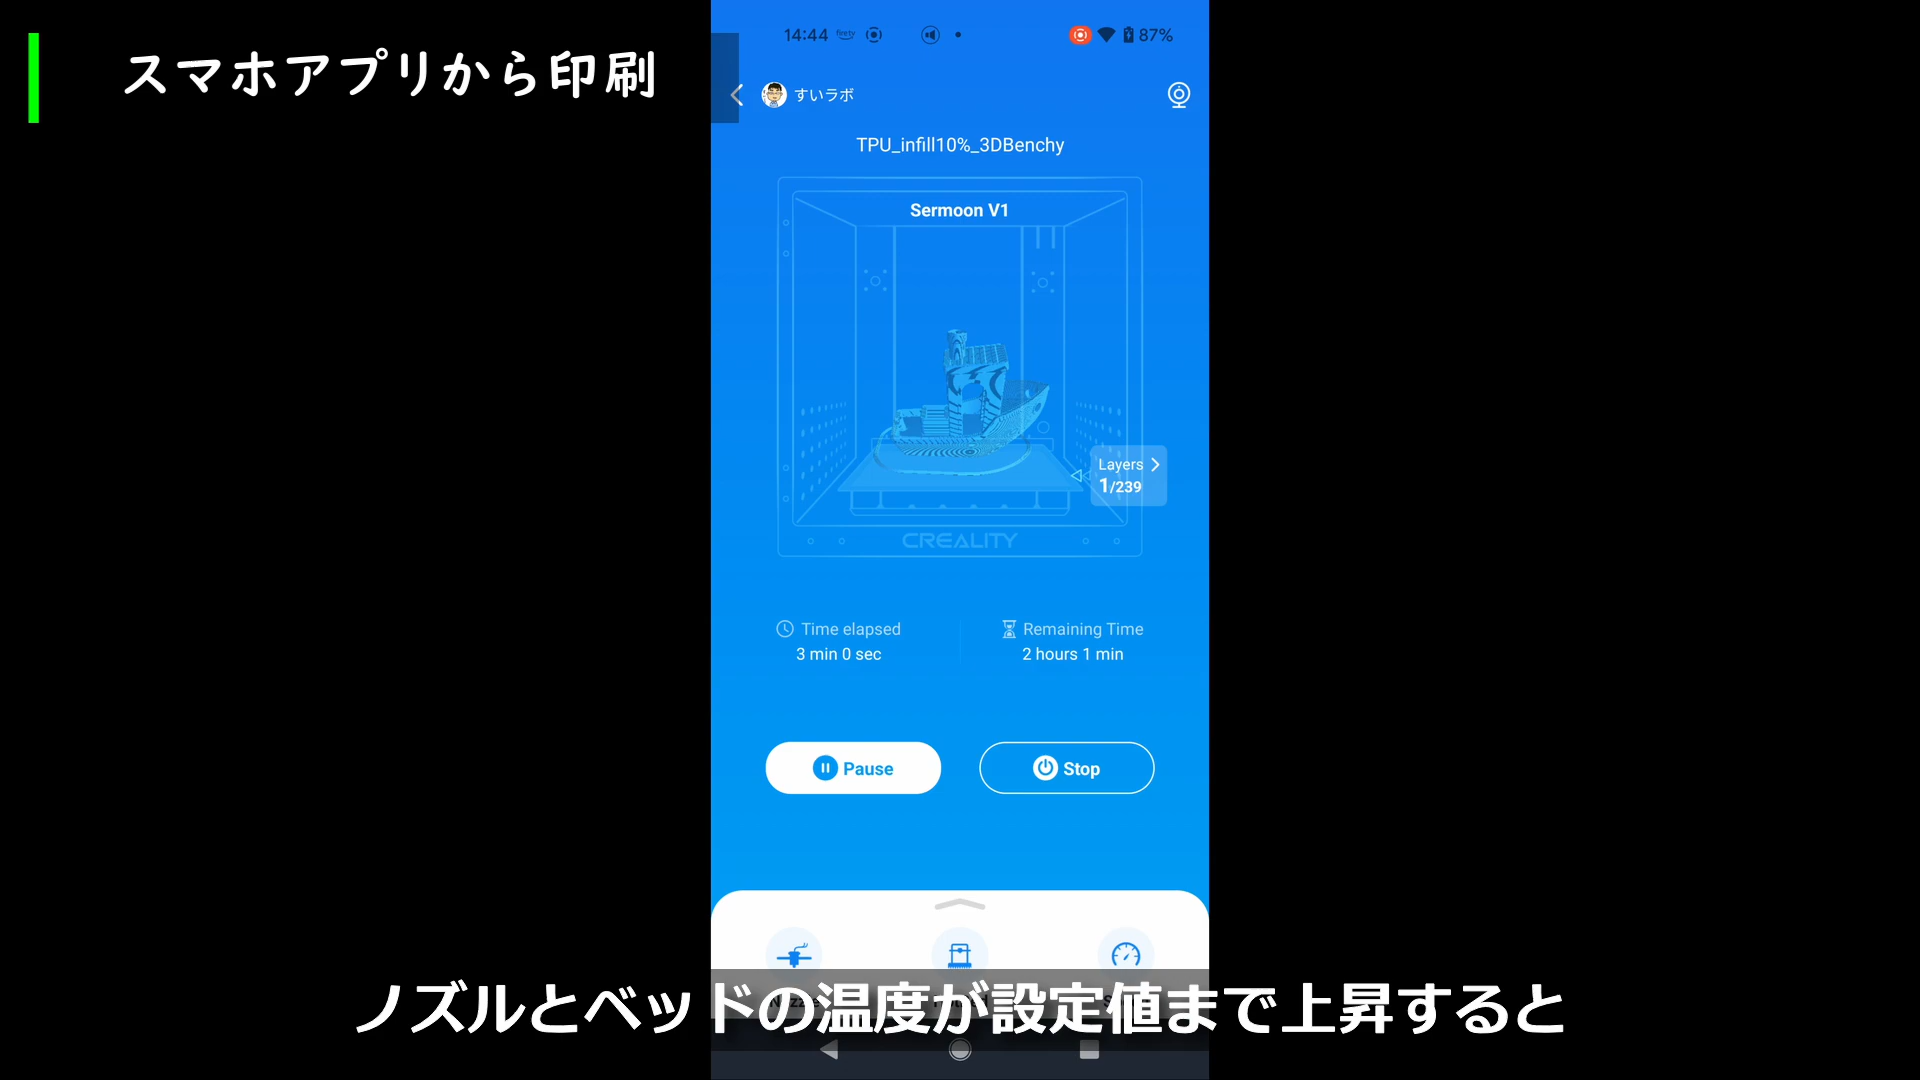 スマホアプリから印刷
14:44
87%
すいラボ
TPU_infill10%_3DBenchy
Sermoon V1
Layers
1/239
CREALITY
Time elapsed
3 min 0 sec
Remaining Time
2 hours 1 min
Pause
Stop
ノズルとベッドの温度が設定値まで上昇すると